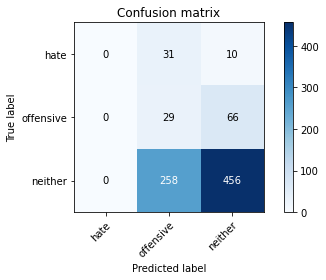 Confusion matrix
True label
hate
offensive
neither
0 31 10
0 29 66
0 258 456
hate
offensive
neither
Predicted label
400
300
200
100
0